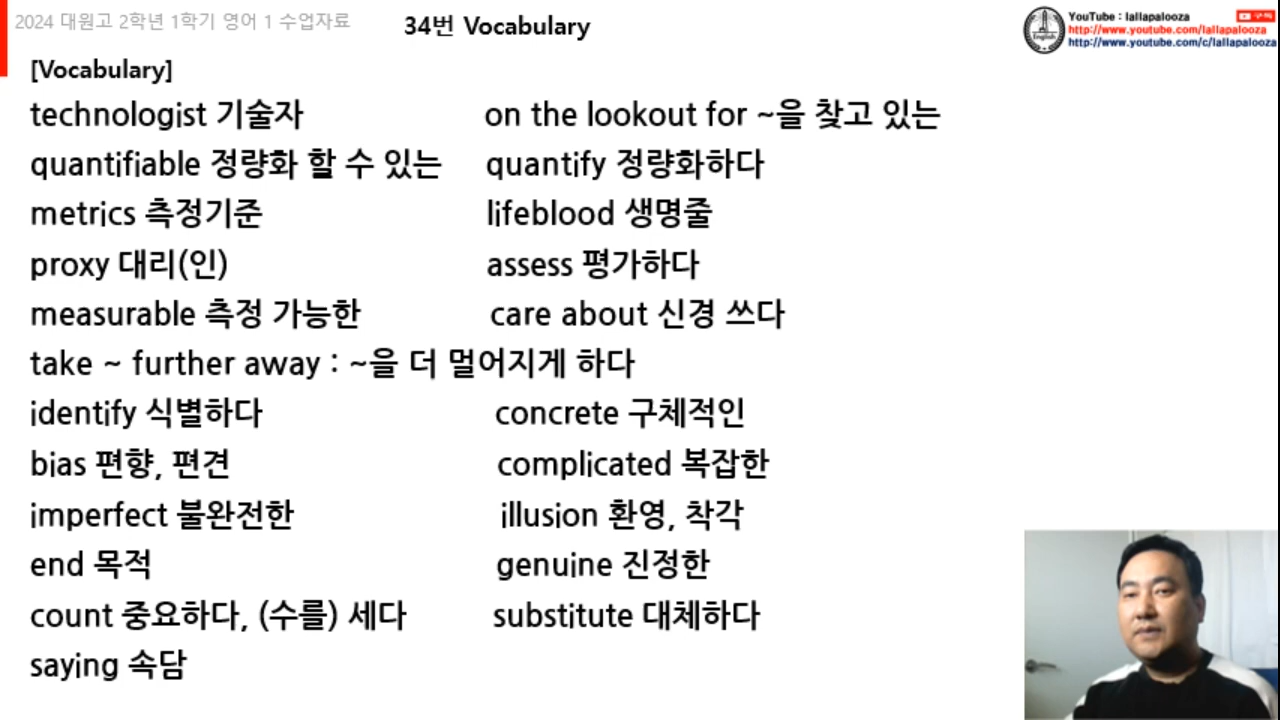 2024 대원고 2학년 1학기 영어 1 수업자료
34번 Vocabulary
YouTube : lallapalooza
http://www.youtube.com/lallapalooza
http://www.youtube.com/c/lallapalooza
[Vocabulary]
technologist 기술자 on the lookout for ~을 찾고 있는
quantifiable 정량화 할 수 있는 quantify 정량화하다
metrics 측정기준 lifeblood 생명줄
proxy 대리(인) assess 평가하다
measurable 측정 가능한 care about 신경 쓰다
take ~ further away : ~을 더 멀어지게 하다
identify 식별하다 concrete 구체적인
bias 편향, 편견 complicated 복잡한
imperfect 불완전한 illusion 환영, 착각
end 목적 genuine 진정한
count 중요하다, (수를) 세다 substitute 대체하다
saying 속담